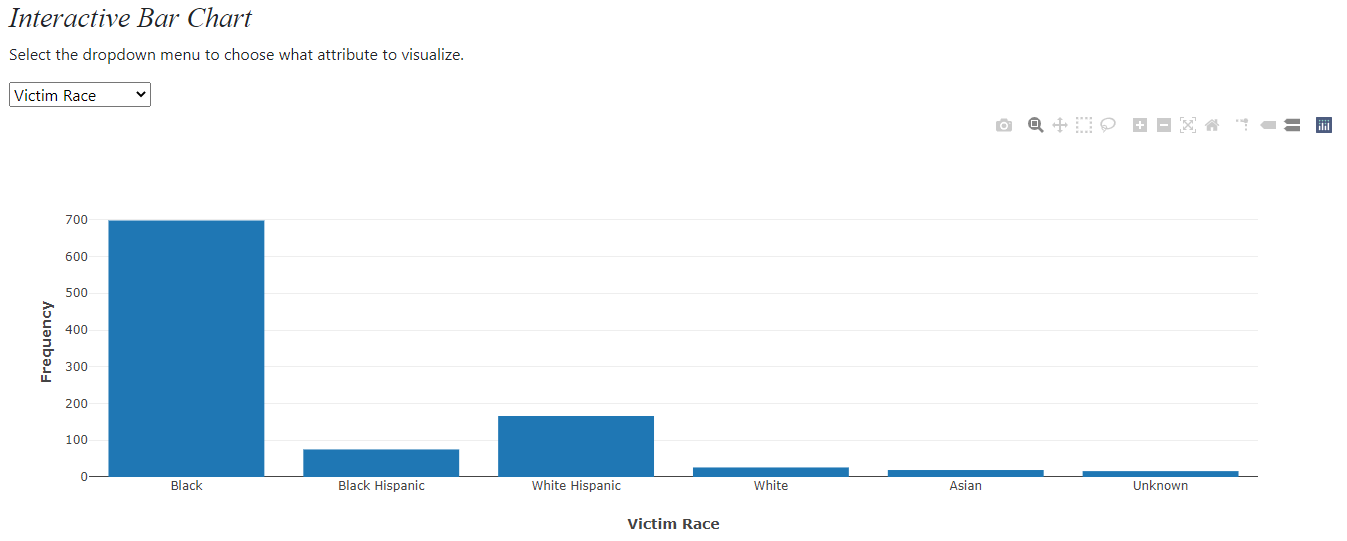 Interactive Bar Chart
Select the dropdown menu to choose what attribute to visualize.
Victim Race
700
600
500
400
300
200
100
0
Frequency
Black Black Hispanic White Hispanic White Asian Unknown
Victim Race